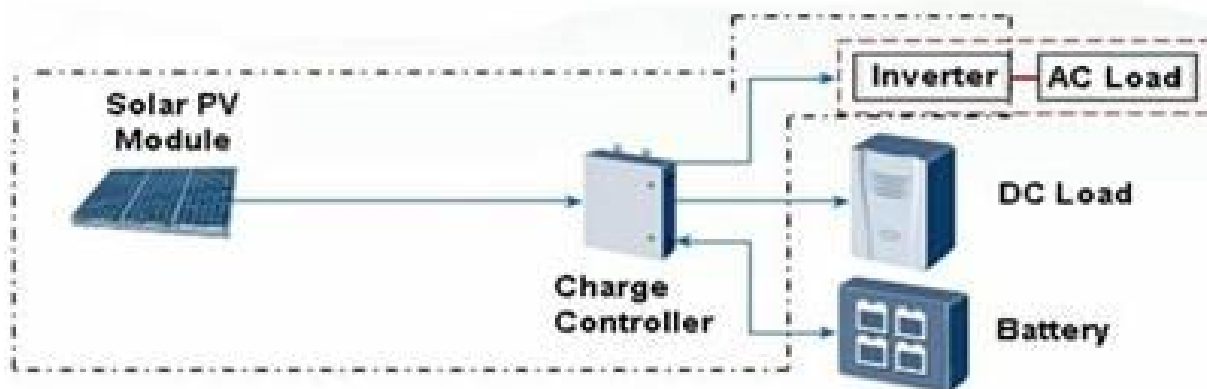 Solar PV
Module
Inverter
AC Load
DC Load
Charge
Controller
Battery